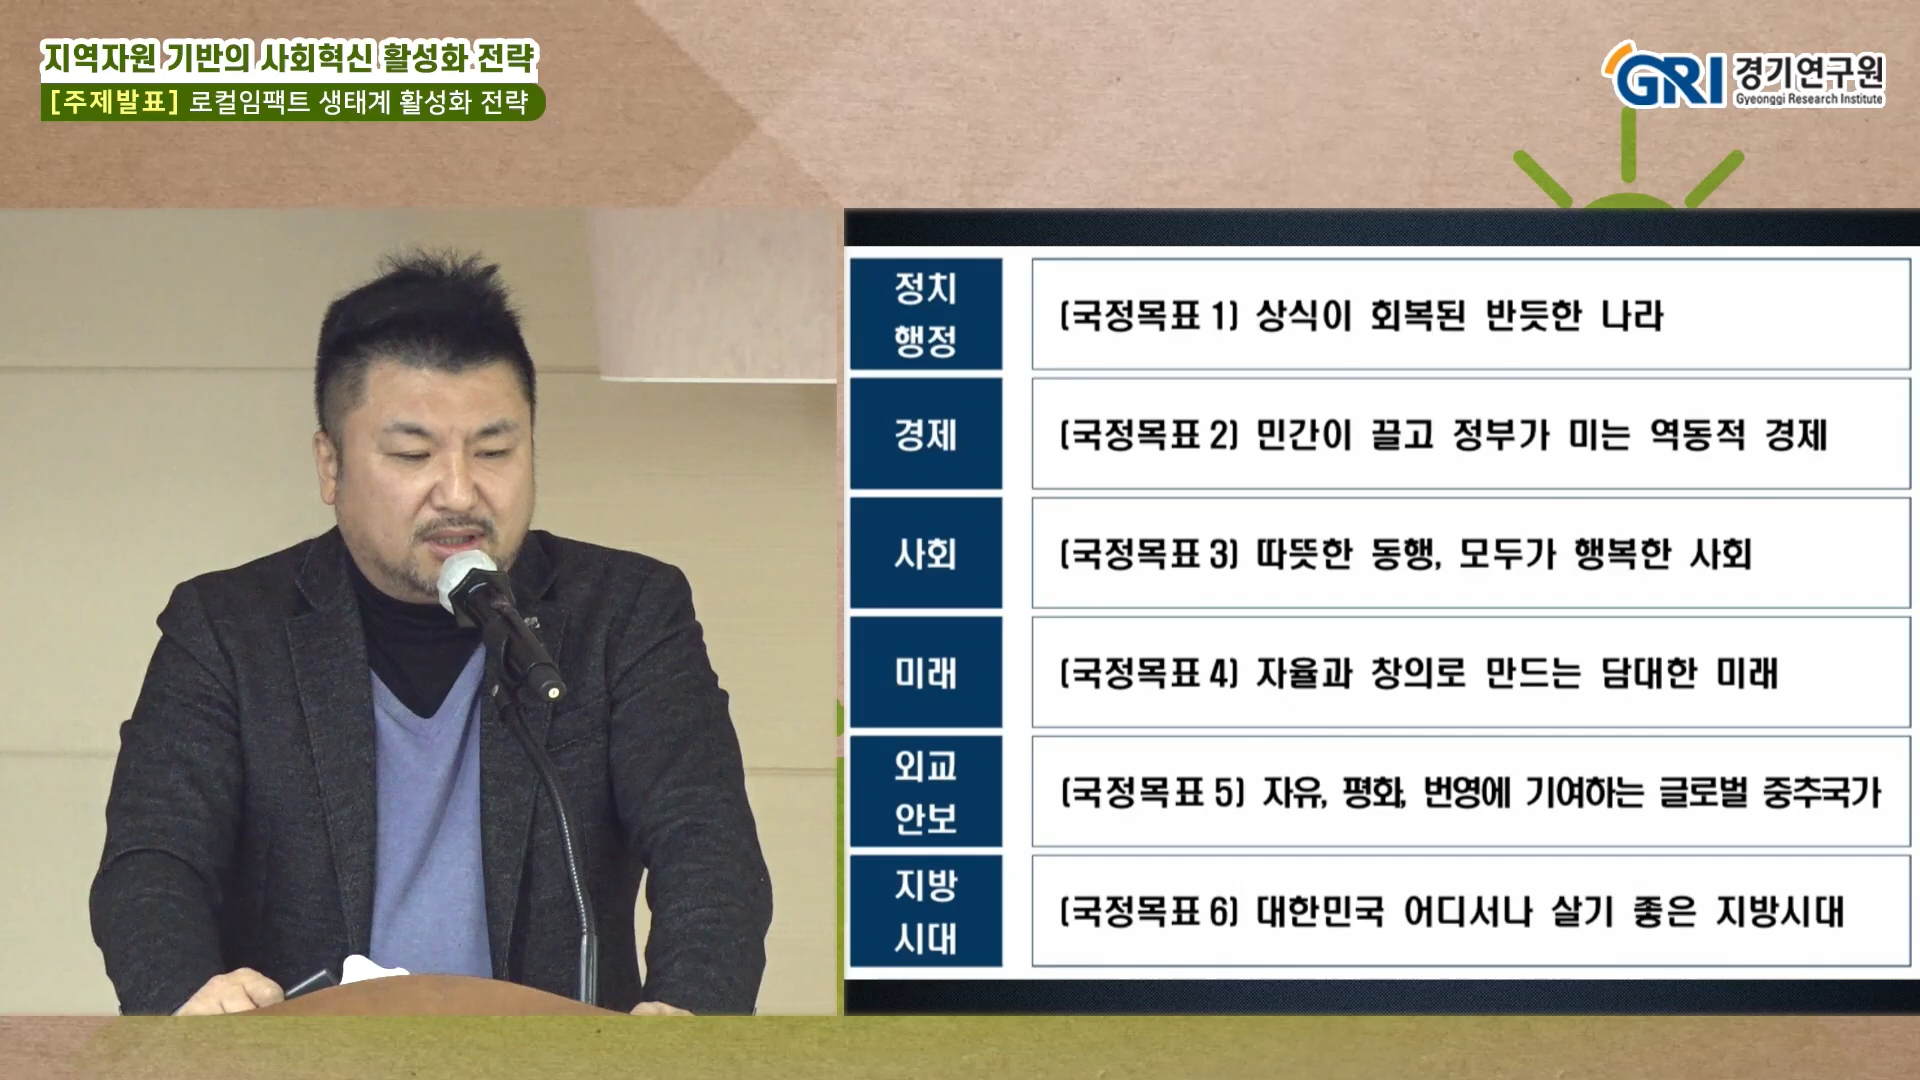 지역자원 기반의 사회혁신 활성화 전략
[주제발표] 로컬임팩트 생태계 활성화 전략
GRI 경기연구원
Gyeonggi Research Institute
정치
행정
(국정목표 1) 상식이 회복된 반듯한 나라
경제
(국정목표 2) 민간이 끌고 정부가 미는 역동적 경제
사회
(국정목표 3) 따뜻한 동행, 모두가 행복한 사회
미래
(국정목표 4) 자율과 창의로 만드는 담대한 미래
외교
안보
(국정목표 5) 자유, 평화, 번영에 기여하는 글로벌 중추국가
지방
시대
(국정목표 6) 대한민국 어디서나 살기 좋은 지방시대